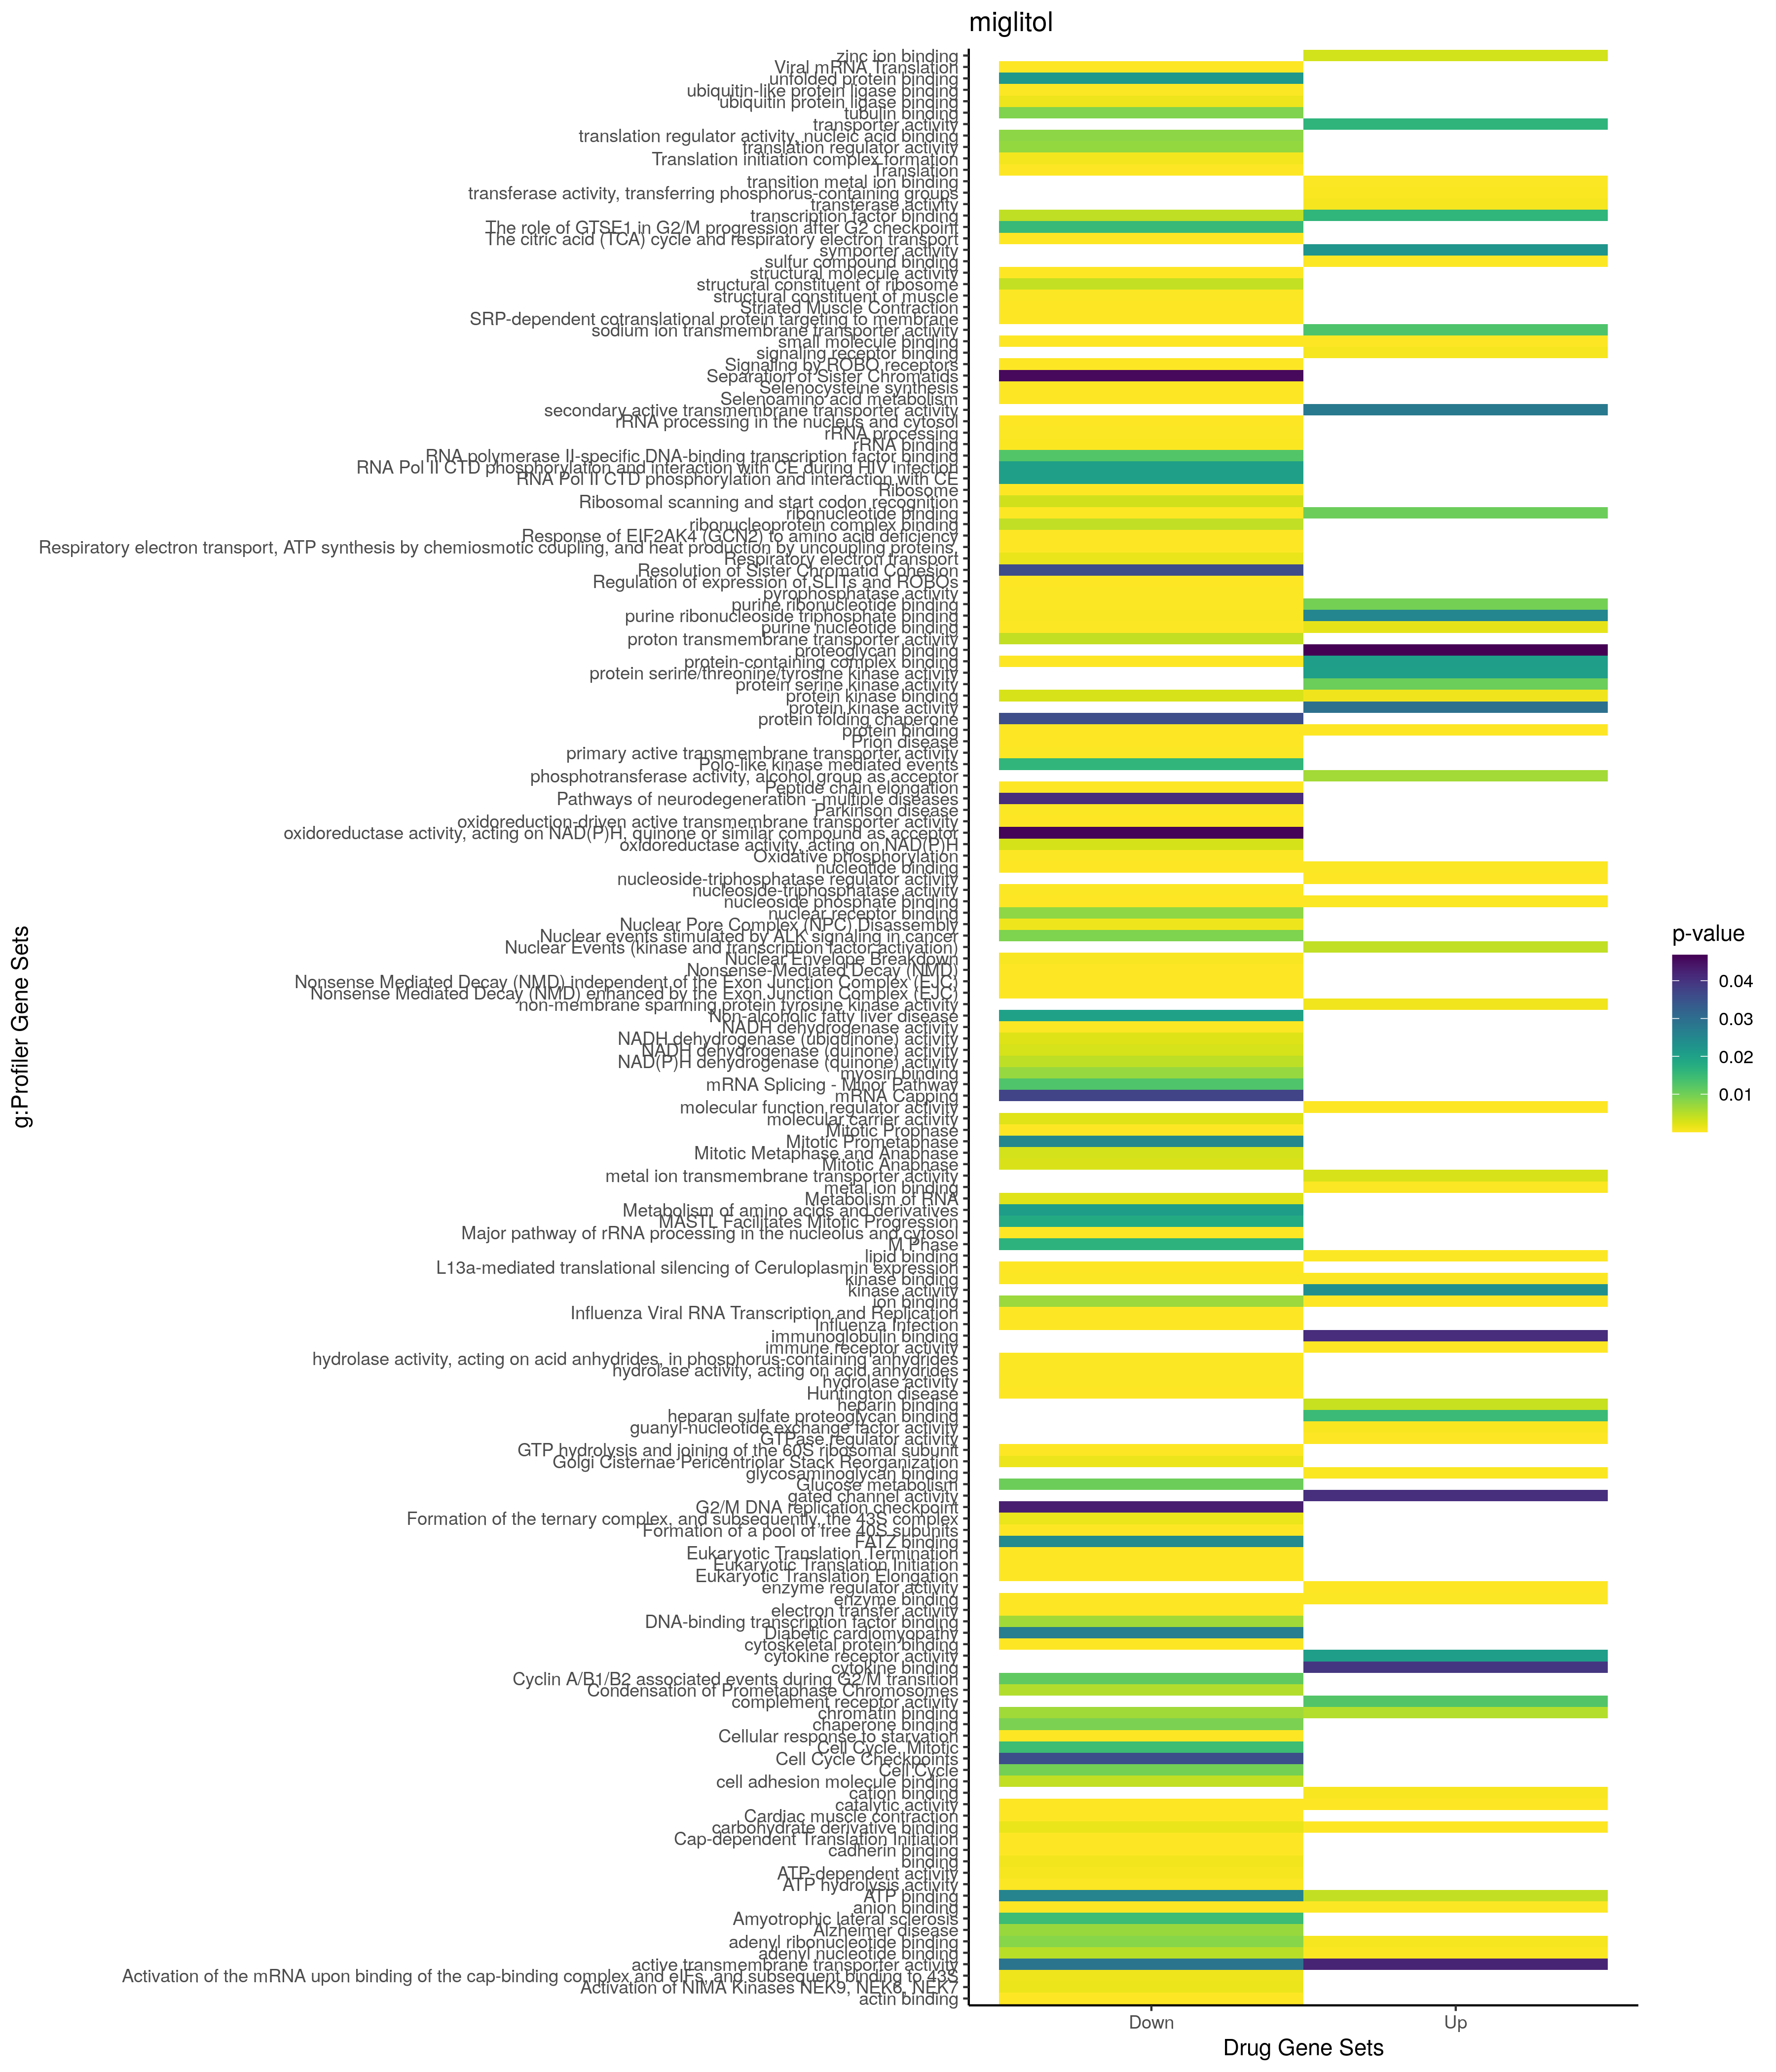 miglitol
zinc ion binding
Viral mRNA Translation
unfolded protein binding
ubiquitin-like protein ligase binding
ubiquitin protein ligase binding
tubulin binding
transporter activity
translation regulator activity, nucleic acid binding
translation regulator activity
Translation initiation complex formation
Translation
transition metal ion binding
transferase activity, transferring phosphorus-containing groups
transferase activity
transcription factor binding
The role of GTSE1 in G2/M progression after G2 checkpoint
The citric acid (TCA) cycle and respiratory electron transport
symporter activity
sulfur compound binding
structural molecule activity
structural constituent of ribosome
structural constituent of muscle
Striated Muscle Contraction
SRP-dependent cotranslational protein targeting to membrane
sodium ion transmembrane transporter activity
small molecule binding
signaling receptor binding
Signaling by ROBO receptors
Separation of Sister Chromatids
Selenocysteine synthesis
Selenoamino acid metabolism
secondary active transmembrane transporter activity
rRNA processing in the nucleus and cytosol
rRNA processing
rRNA binding
RNA polymerase II-specific DNA-binding transcription factor binding
RNA Pol II CTD phosphorylation and interaction with CE during HIV infection
RNA Pol II CTD phosphorylation and interaction with CE
Ribosome
Ribosomal scanning and start codon recognition
ribonucleotide binding
ribonucleoprotein complex binding
Response of EIF2AK4 (GCN2) to amino acid deficiency
Respiratory electron transport, ATP synthesis by chemiosmotic coupling, and heat production by uncoupling proteins.
Respiratory electron transport
Resolution of Sister Chromatid Cohesion
Regulation of expression of SLITs and ROBOs
pyrophosphatase activity
purine ribonucleotide binding
purine ribonucleoside triphosphate binding
purine nucleotide binding
proton transmembrane transporter activity
proteoglycan binding
protein-containing complex binding
protein serine/threonine/tyrosine kinase activity
protein serine kinase activity
protein kinase binding
protein kinase activity
protein folding chaperone
protein binding
Prion disease
primary active transmembrane transporter activity
Polo-like kinase mediated events
phosphotransferase activity, alcohol group as acceptor
Peptide chain elongation
Pathways of neurodegeneration - multiple diseases
Parkinson disease
oxidoreduction-driven active transmembrane transporter activity
oxidoreductase activity, acting on NAD(P)H, quinone or similar compound as acceptor
oxidoreductase activity, acting on NAD(P)H
Oxidative phosphorylation
nucleotide binding
nucleoside-triphosphatase regulator activity
nucleoside-triphosphatase activity
nucleoside phosphate binding
nuclear receptor binding
Nuclear Pore Complex (NPC) Disassembly
Nuclear events stimulated by ALK signaling in cancer
Nuclear Events (kinase and transcription factor activation)
Nuclear Envelope Breakdown
Nonsense-Mediated Decay (NMD)
Nonsense Mediated Decay (NMD) independent of the Exon Junction Complex (EJC)
Nonsense Mediated Decay (NMD) enhanced by the Exon Junction Complex (EJC)
non-membrane spanning protein tyrosine kinase activity
Non-alcoholic fatty liver disease
NADH dehydrogenase activity
NADH dehydrogenase (ubiquinone) activity
NADH dehydrogenase (quinone) activity
NAD(P)H dehydrogenase (quinone) activity
myosin binding
mRNA Splicing - Minor Pathway
mRNA Capping
molecular function regulator activity
molecular carrier activity
Mitotic Prophase
Mitotic Prometaphase
Mitotic Metaphase and Anaphase
Mitotic Anaphase
metal ion transmembrane transporter activity
metal ion binding
Metabolism of RNA
Metabolism of amino acids and derivatives
MASTL Facilitates Mitotic Progression
Major pathway of rRNA processing in the nucleolus and cytosol
M Phase
lipid binding
L13a-mediated translational silencing of Ceruloplasmin expression
kinase binding
kinase activity
ion binding
Influenza Viral RNA Transcription and Replication
Influenza Infection
immunoglobulin binding
immune receptor activity
hydrolase activity, acting on acid anhydrides, in phosphorus-containing anhydrides
hydrolase activity, acting on acid anhydrides
hydrolase activity
Huntington disease
heparin binding
heparan sulfate proteoglycan binding
guanyl-nucleotide exchange factor activity
GTPase regulator activity
GTP hydrolysis and joining of the 60S ribosomal subunit
Golgi Cisternae Pericentriolar Stack Reorganization
glycosaminoglycan binding
Glucose metabolism
gated channel activity
G2/M DNA replication checkpoint
Formation of the ternary complex, and subsequently, the 43S complex
Formation of a pool of free 40S subunits
FATZ binding
Eukaryotic Translation Termination
Eukaryotic Translation Initiation
Eukaryotic Translation Elongation
enzyme regulator activity
enzyme binding
electron transfer activity
DNA-binding transcription factor binding
Diabetic cardiomyopathy
cytoskeletal protein binding
cytokine receptor activity
cytokine binding
Cyclin A/B1/B2 associated events during G2/M transition
Condensation of Prometaphase Chromosomes
complement receptor activity
chromatin binding
chaperone binding
Cellular response to starvation
Cell Cycle, Mitotic
Cell Cycle Checkpoints
Cell Cycle
cell adhesion molecule binding
cation binding
catalytic activity
Cardiac muscle contraction
carbohydrate derivative binding
Cap-dependent Translation Initiation
cadherin binding
binding
ATP-dependent activity
ATP hydrolysis activity
ATP binding
anion binding
Amyotrophic lateral sclerosis
Alzheimer disease
adenyl ribonucleotide binding
adenyl nucleotide binding
active transmembrane transporter activity
Activation of the mRNA upon binding of the cap-binding complex and eIFs, and subsequent binding to 43S
Activation of NIMA Kinases NEK9, NEK6, NEK7
actin binding
g:Profiler Gene Sets
Down
Up
Drug Gene Sets
p-value
0.04
0.03
0.02
0.01